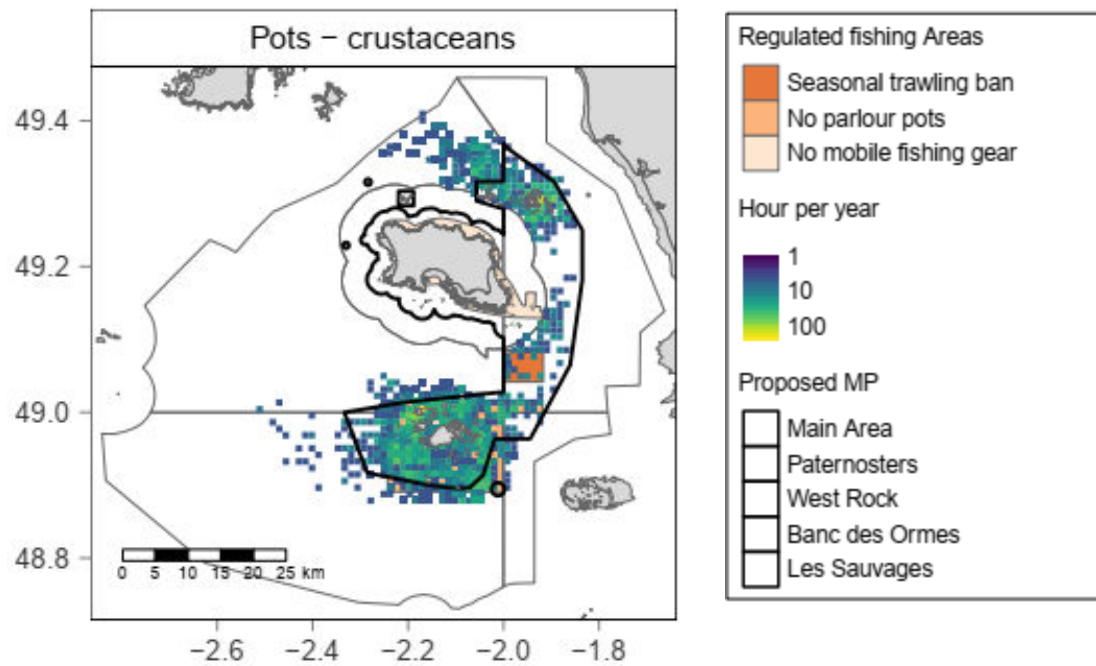 Pots − crustaceans
49.4
49.2
49.0
48.8
0 5 10 15 20 25 km
−2.6 −2.4 −2.2 −2.0 −1.8
Regulated fishing Areas
Seasonal trawling ban
No parlour pots
No mobile fishing gear
Hour per year
1
10
100
Proposed MP
Main Area
Paternosters
West Rock
Banc des Ormes
Les Sauvages